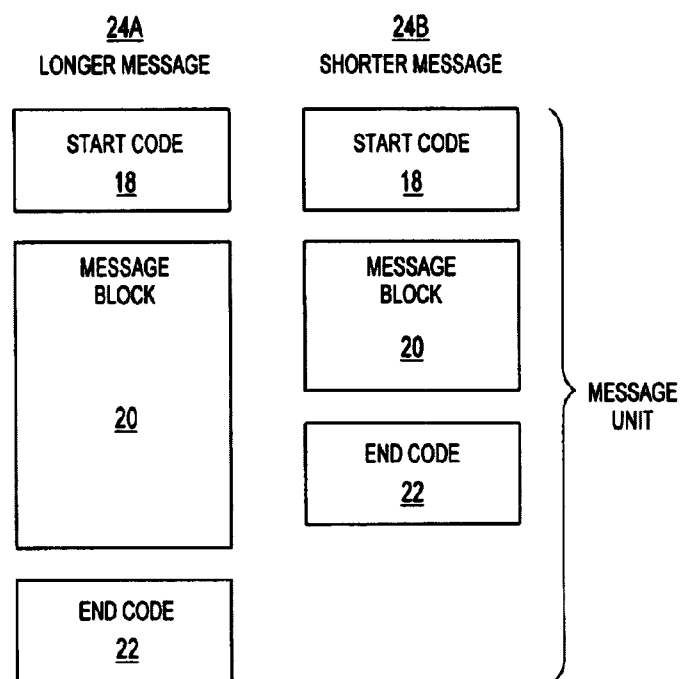 24A
LONGER MESSAGE
START CODE
18
MESSAGE
BLOCK
20
END CODE
22
24B
SHORTER MESSAGE
START CODE
18
MESSAGE
BLOCK
20
END CODE
22
MESSAGE
UNIT